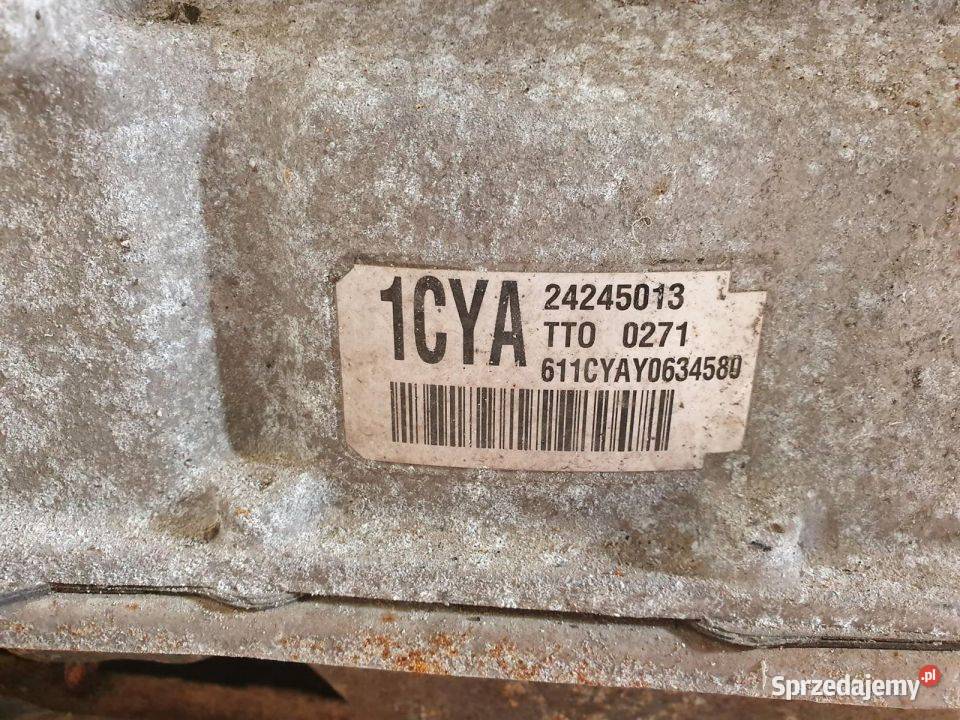 1CYA
24245013
TTO 0271
611CYAY0634580
Sprzedajemy.pl